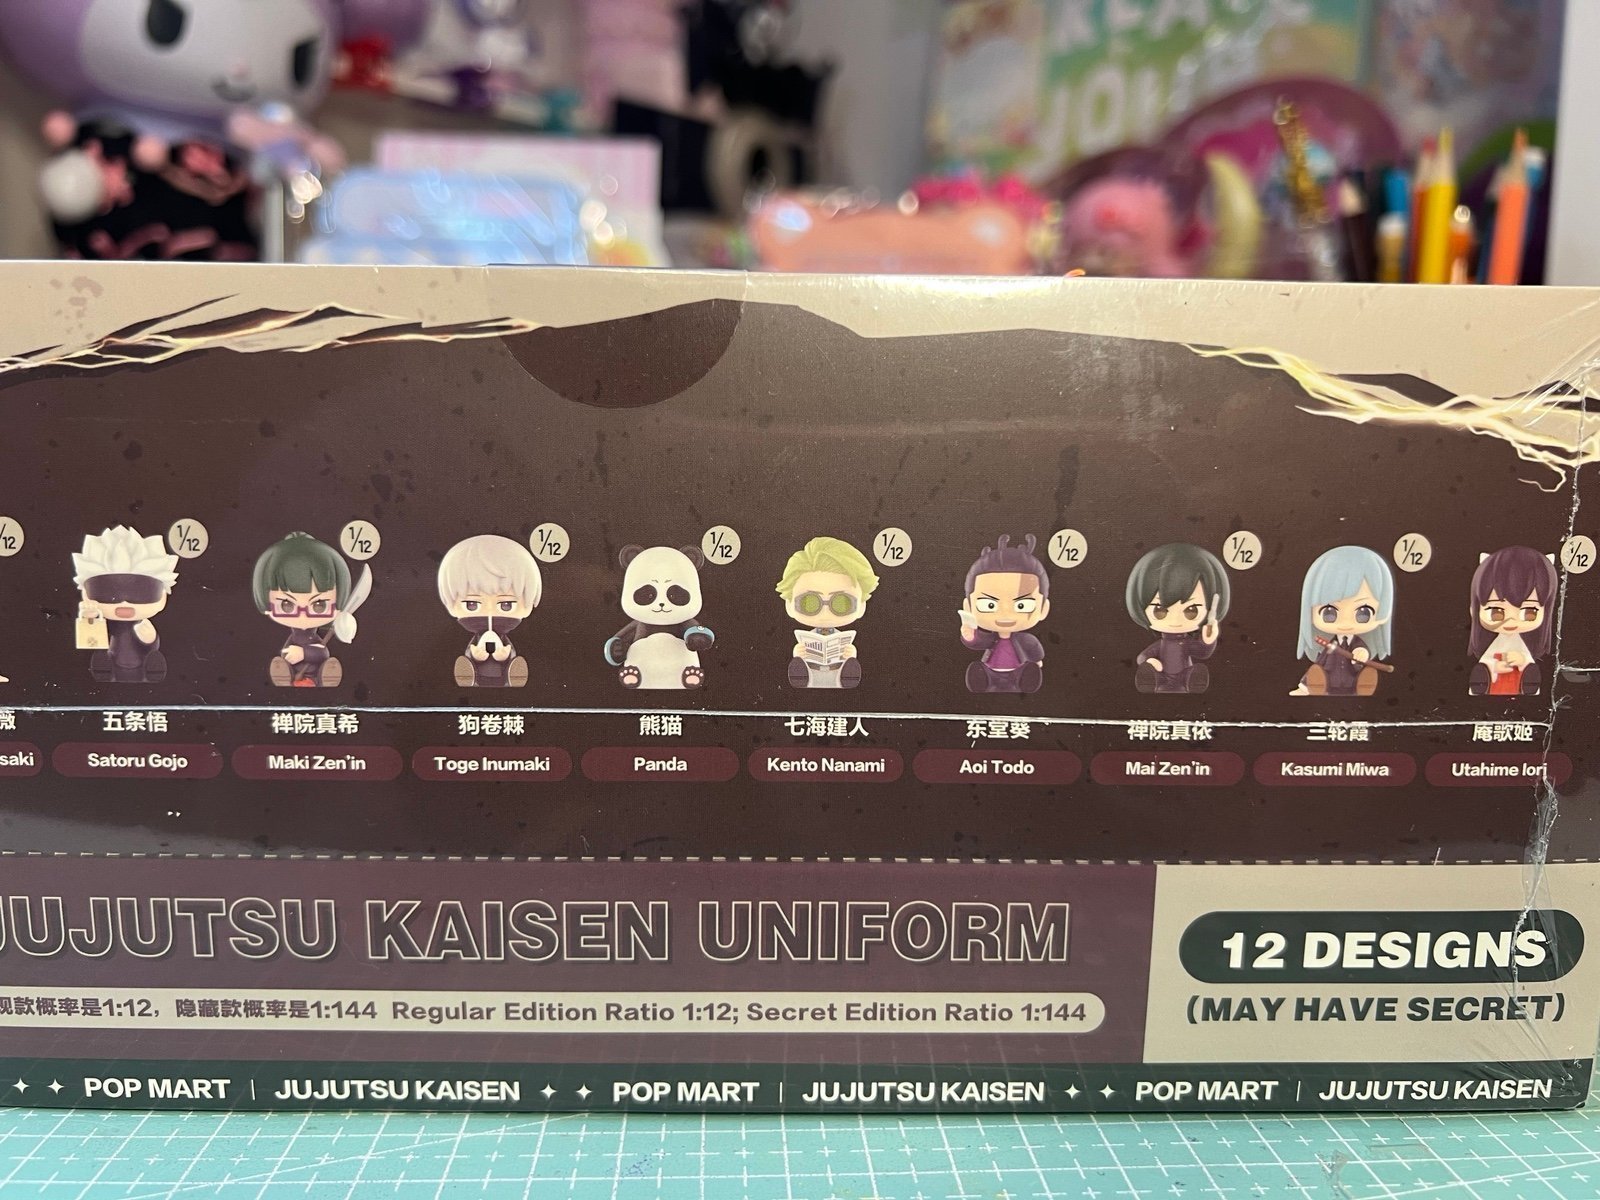 1/12 1/12 1/12 1/12 1/12 1/12 1/12 1/12 1/12 1/12
薇 五条悟 禅院真希 狗卷棘 熊猫 七海建人 东堂葵 禅院真依 三轮霞 庵歌姬
saki Satoru Gojo Maki Zen'in Toge Inumaki Panda Kento Nanami Aoi Todo Mai Zen'in Kasumi Miwa Utahime Iori
JUJUTSU KAISEN UNIFORM
12 DESIGNS
(MAY HAVE SECRET)
规款概率是1:12，隐藏款概率是1:144 Regular Edition Ratio 1:12; Secret Edition Ratio 1:144
POP MART | JUJUTSU KAISEN POP MART | JUJUTSU KAISEN POP MART | JUJUTSU KAISEN